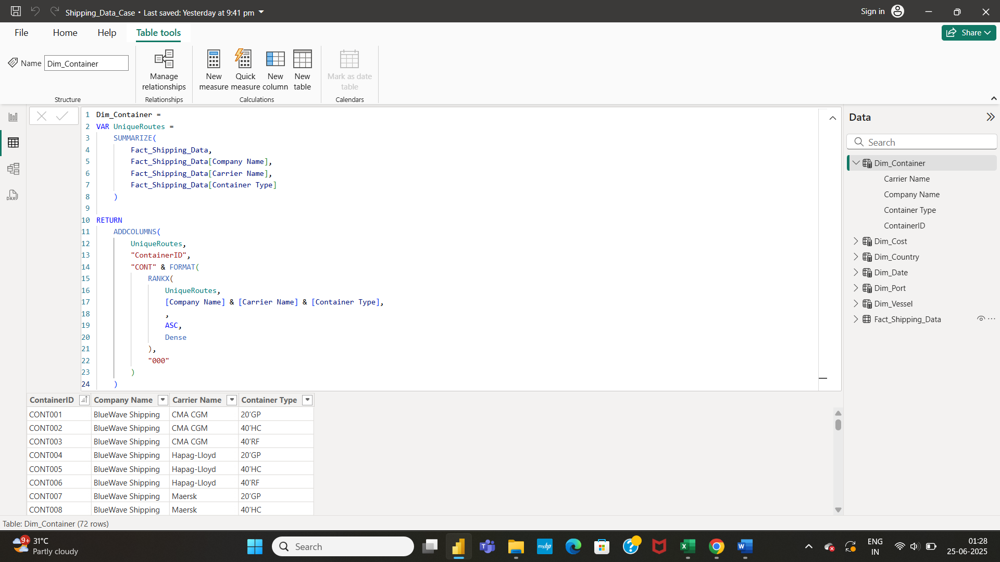 Shipping_Data_Case • Last saved: Yesterday at 9:41 pm
Sign in
File Home Help Table tools
Share
Name Dim_Container
Manage relationships
New measure
Quick measure
New column
New table
Mark as date table
Structure Relationships Calculations Calendars
1 Dim_Container =
2 VAR UniqueRoutes =
3 SUMMARIZE(
4 Fact_Shipping_Data,
5 Fact_Shipping_Data[Company Name],
6 Fact_Shipping_Data[Carrier Name],
7 Fact_Shipping_Data[Container Type]
8 )
9
10 RETURN
11 ADDCOLUMNS(
12 UniqueRoutes,
13 "ContainerID",
14 "CONT" & FORMAT(
15 RANKX(
16 UniqueRoutes,
17 [Company Name] & [Carrier Name] & [Container Type],
18 ,
19 ASC,
20 Dense
21 ),
22 "000"
23 )
24 )
DAX
ContainerID Company Name Carrier Name Container Type
CONT001 BlueWave Shipping CMA CGM 20'GP
CONT002 BlueWave Shipping CMA CGM 40'HC
CONT003 BlueWave Shipping CMA CGM 40'RF
CONT004 BlueWave Shipping Hapag-Lloyd 20'GP
CONT005 BlueWave Shipping Hapag-Lloyd 40'HC
CONT006 BlueWave Shipping Hapag-Lloyd 40'RF
CONT007 BlueWave Shipping Maersk 20'GP
CONT008 BlueWave Shipping Maersk 40'HC
Data
Search
Dim_Container
Carrier Name
Company Name
Container Type
ContainerID
Dim_Cost
Dim_Country
Dim_Date
Dim_Port
Dim_Vessel
Fact_Shipping_Data
Table: Dim_Container (72 rows)
9+ 31°C
Partly cloudy
Search
myhp
ENG
IN
01:28
25-06-2025